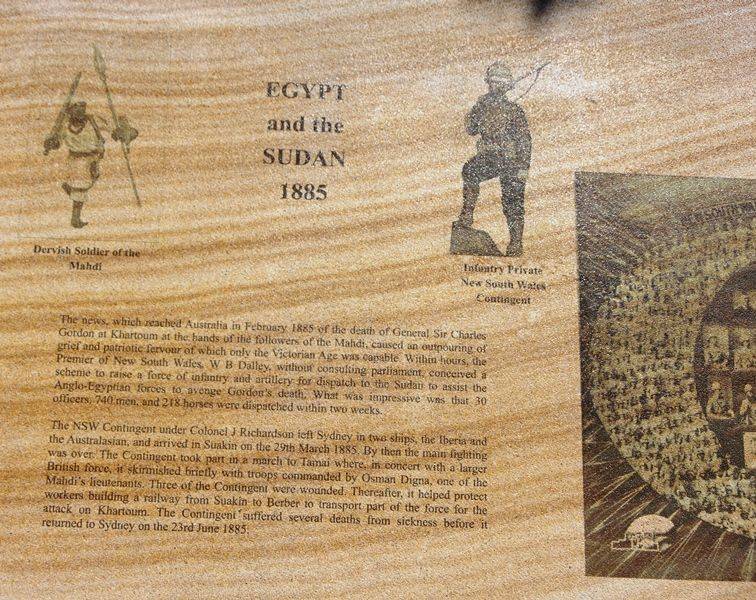 EGYPT
and the
SUDAN
1885
Dervish Soldier of the
Mahdi
Infantry Private
New South Wales
Contingent
The news, which reached Australia in February 1885 of the death of General Sir Charles
Gordon at Khartoum at the hands of the followers of the Mahdi, caused an outpouring of
grief and patriotic fervour of which only the Victorian Age was capable. Within hours, the
Premier of New South Wales, W B Dalley, without consulting parliament, conceived a
scheme to raise a force of infantry and artillery for dispatch to the Sudan to assist the
Anglo-Egyptian forces to avenge Gordon's death. What was impressive was that 30
officers, 740 men, and 218 horses were dispatched within two weeks.
The NSW Contingent under Colonel J Richardson left Sydney in two ships, the Iberia and
the Australasian, and arrived in Suakin on the 29th March 1885. By then the main fighting
was over. The Contingent took part in a march to Tamai where, in concert with a larger
British force, it skirmished briefly with troops commanded by Osman Digna, one of the
Mahdi's lieutenants. Three of the Contingent were wounded. Thereafter, it helped protect
workers building a railway from Suakin to Berber to transport part of the force for the
attack on Khartoum. The Contingent suffered several deaths from sickness before it
returned to Sydney on the 23rd June 1885.
NEW SOUTH